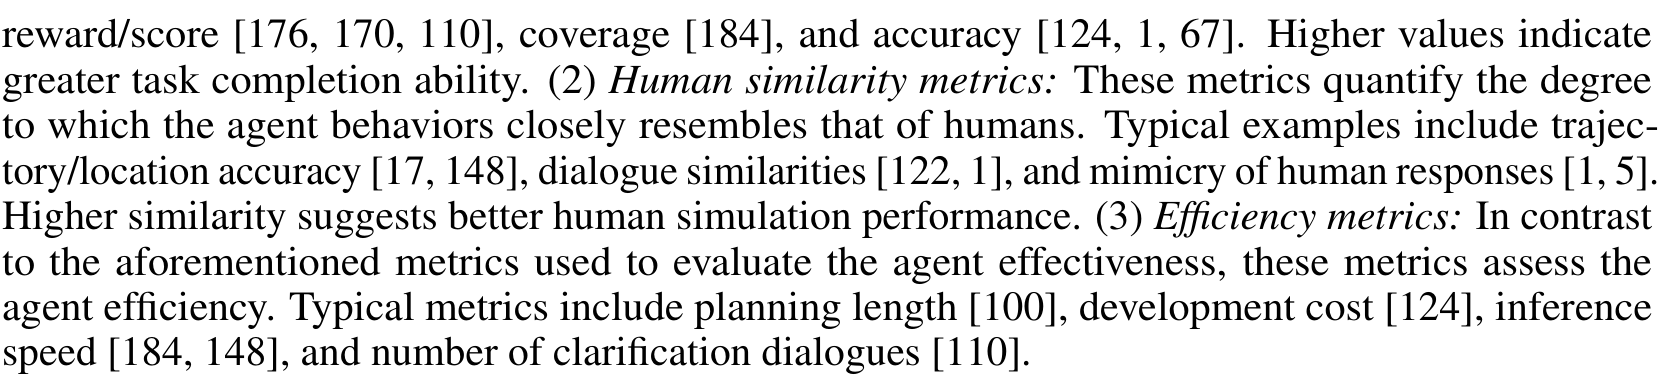 reward/score [176, 170, 110], coverage [184], and accuracy [124, 1, 67]. Higher values indicate
greater task completion ability. (2) Human similarity metrics: These metrics quantify the degree
to which the agent behaviors closely resembles that of humans. Typical examples include trajec-
tory/location accuracy [17, 148], dialogue similarities [122, 1], and mimicry of human responses [1, 5].
Higher similarity suggests better human simulation performance. (3) Efficiency metrics: In contrast
to the aforementioned metrics used to evaluate the agent effectiveness, these metrics assess the
agent efficiency. Typical metrics include planning length [100], development cost [124], inference
speed [184, 148], and number of clarification dialogues [110].